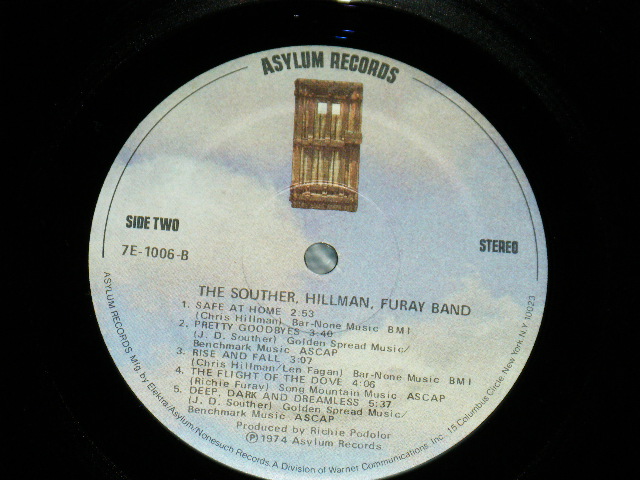 ASYLUM RECORDS
SIDE TWO
7E-1006-B
STEREO
THE SOUTHER, HILLMAN, FURAY BAND
1. SAFE AT HOME 2:53
(Chris Hillman) Bar-None Music BMI
2. PRETTY GOODBYES 3:40
(J. D. Souther) Golden Spread Music/
Benchmark Music ASCAP
3. RISE AND FALL 3:07
(Chris Hillman/Len Fagan) Bar-None Music BMI
4. THE FLIGHT OF THE DOVE 4:06
(Richie Furay) Song Mountain Music ASCAP
5. DEEP, DARK AND DREAMLESS 5:37
(J. D. Souther) Golden Spread Music/
Benchmark Music ASCAP
Produced by Richie Podolor
Ⓟ1974 Asylum Records
ASYLUM RECORDS Mfg. by Elektra/Asylum/Nonesuch Records A Division of Warner Communications, Inc. 15 Columbus Circle, New York, N.Y. 10023